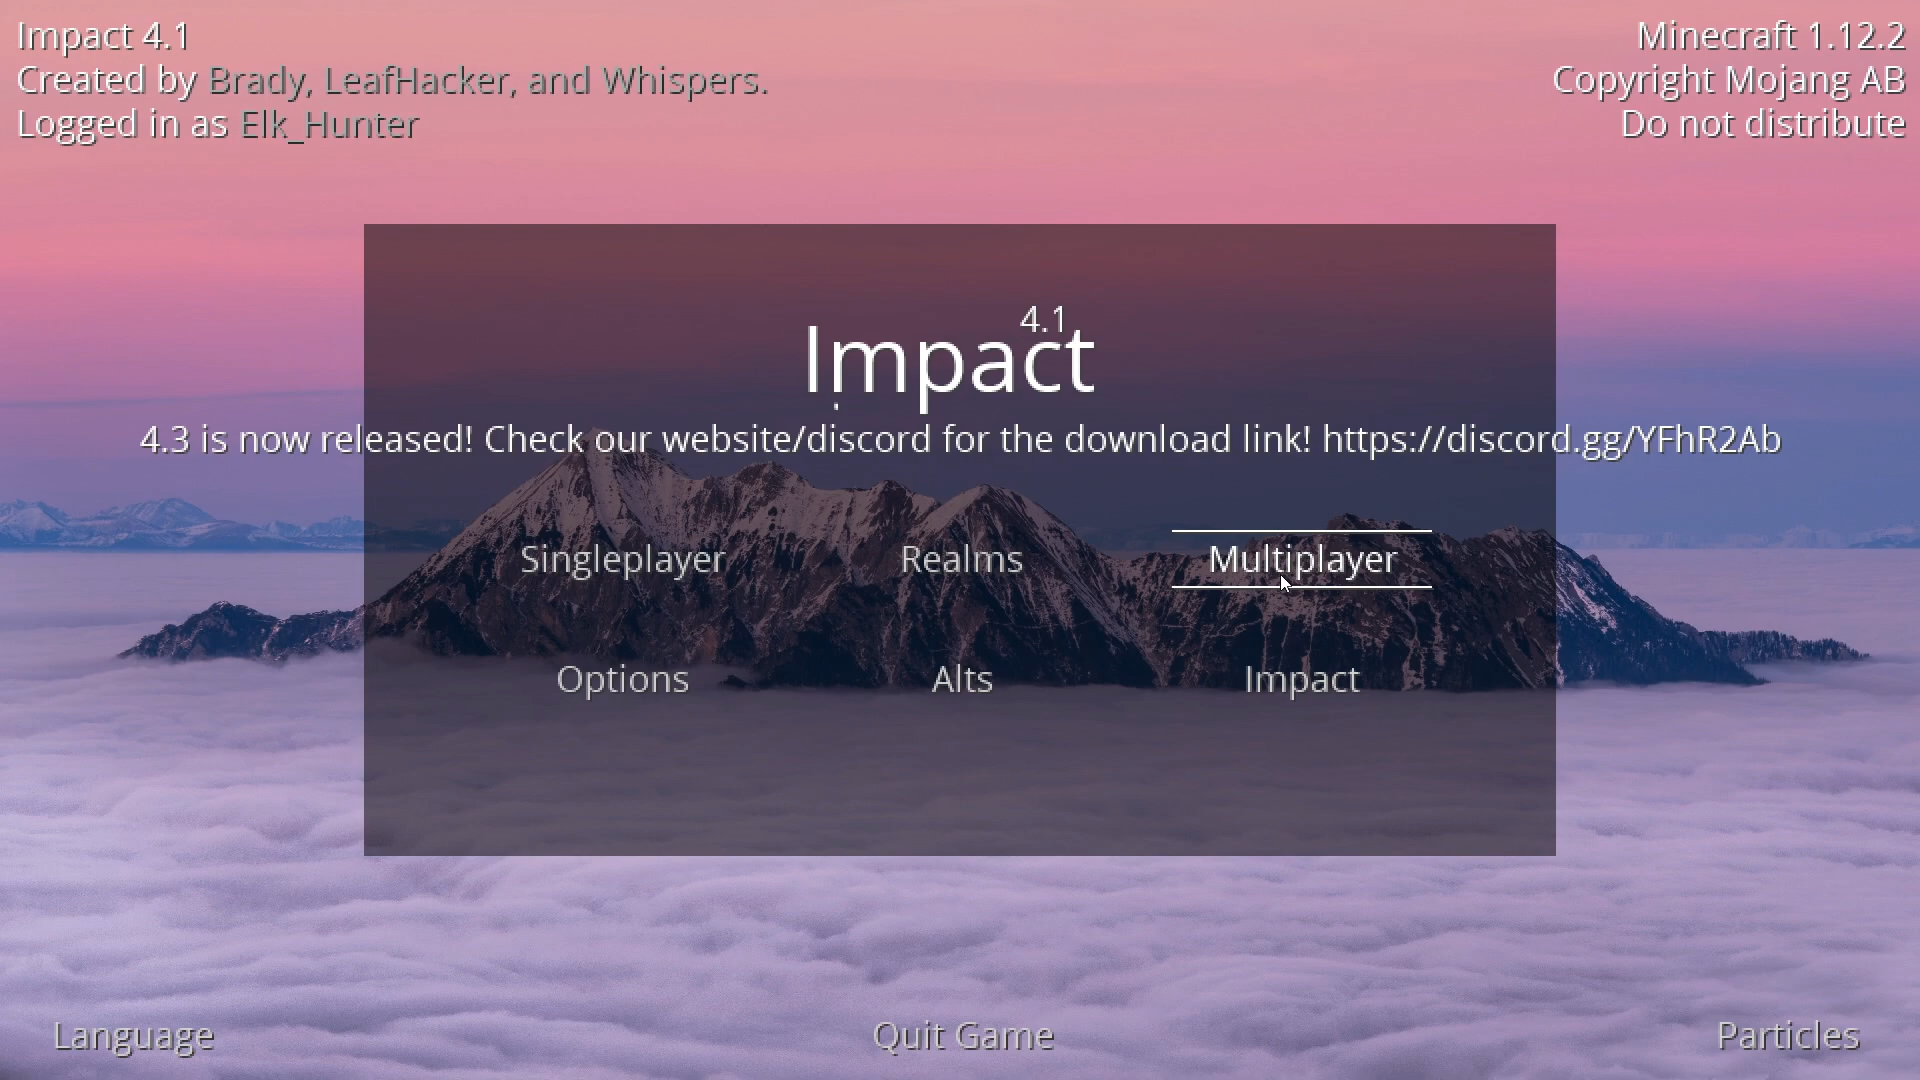 Impact 4.1
Created by Brady, LeafHacker, and Whispers.
Logged in as Elk_Hunter
Minecraft 1.12.2
Copyright Mojang AB
Do not distribute
4.1
Impact
4.3 is now released! Check our website/discord for the download link! https://discord.gg/YFhR2Ab
Singleplayer Realms Multiplayer
Options Alts Impact
Language Quit Game Particles